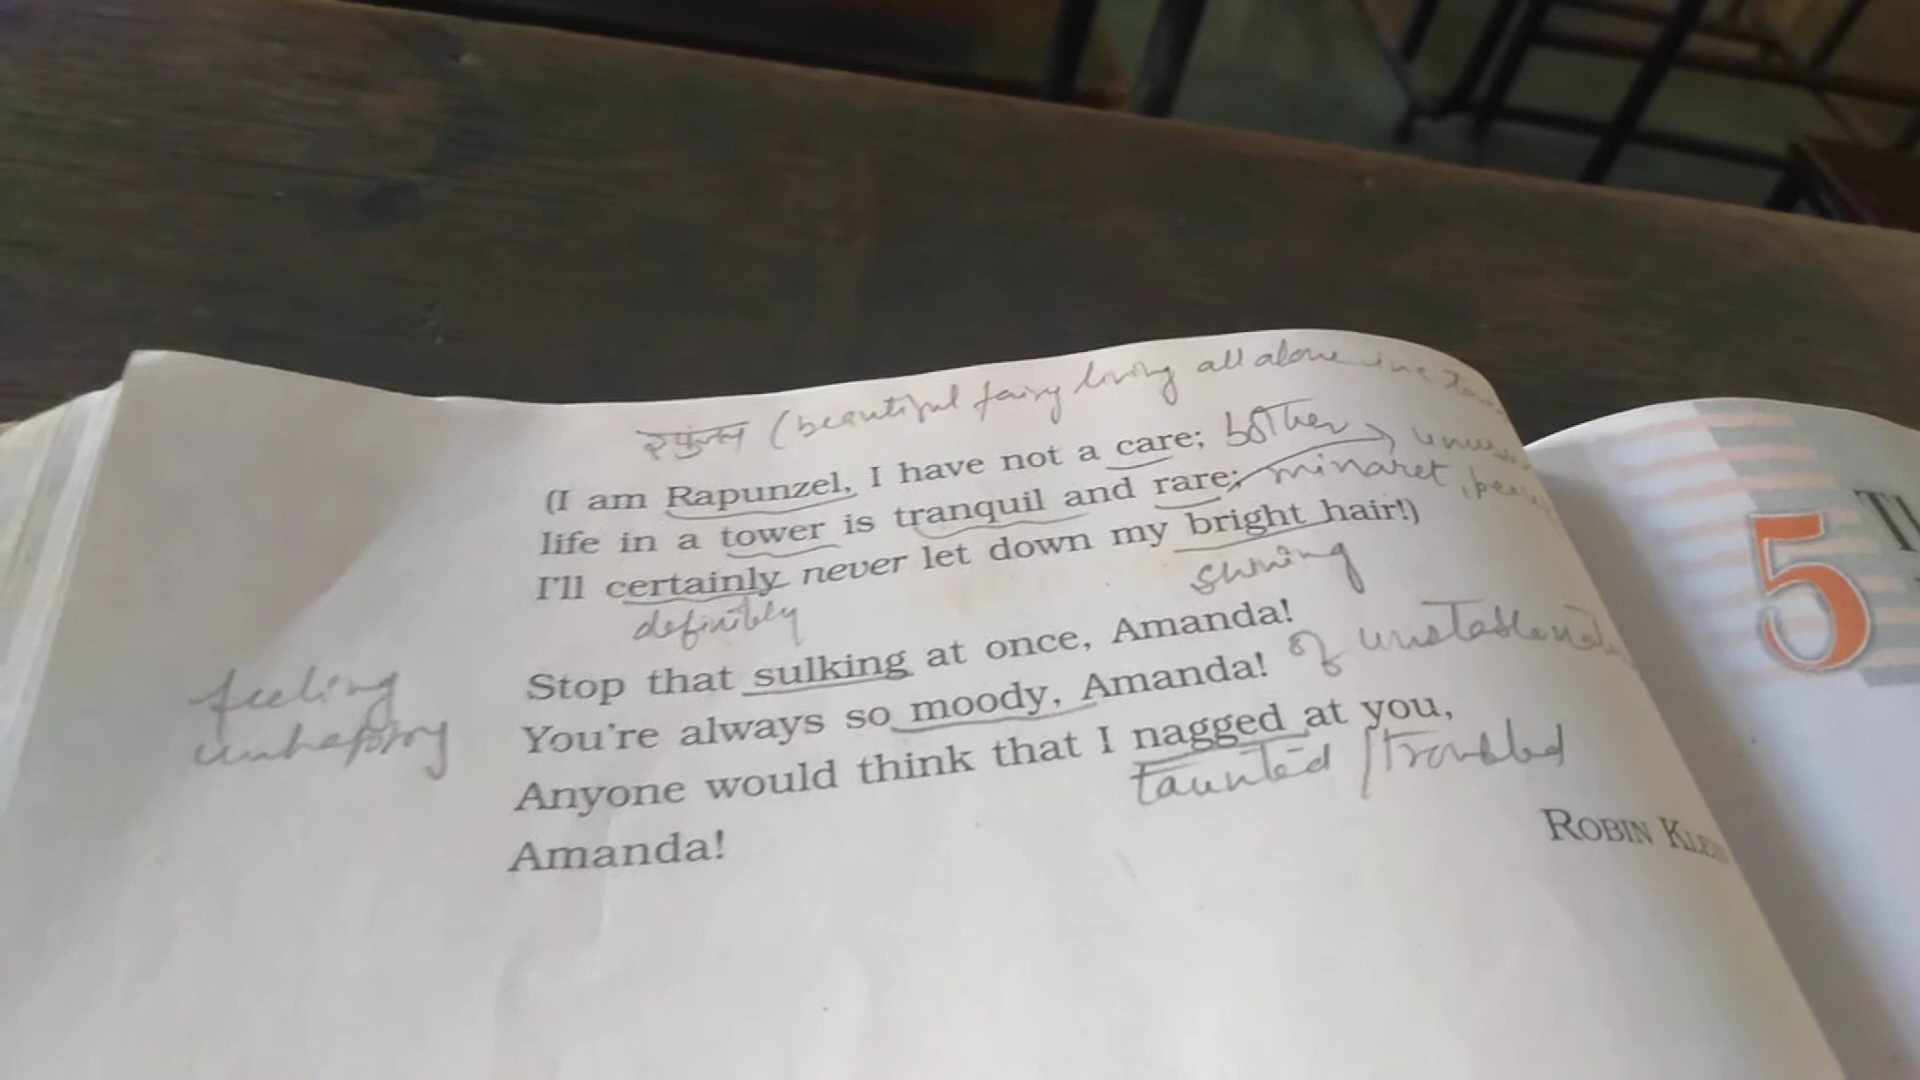 (beautiful fairy living all alone in
(I am Rapunzel, I have not a care; bother
life in a tower is tranquil and rare; minaret,
I'll certainly never let down my bright hair!)
definitely shining
Stop that sulking at once, Amanda!
feeling
unhappy
You're always so moody, Amanda! of
Anyone would think that I nagged at you,
taunted / troubled
Amanda!
ROBIN
5